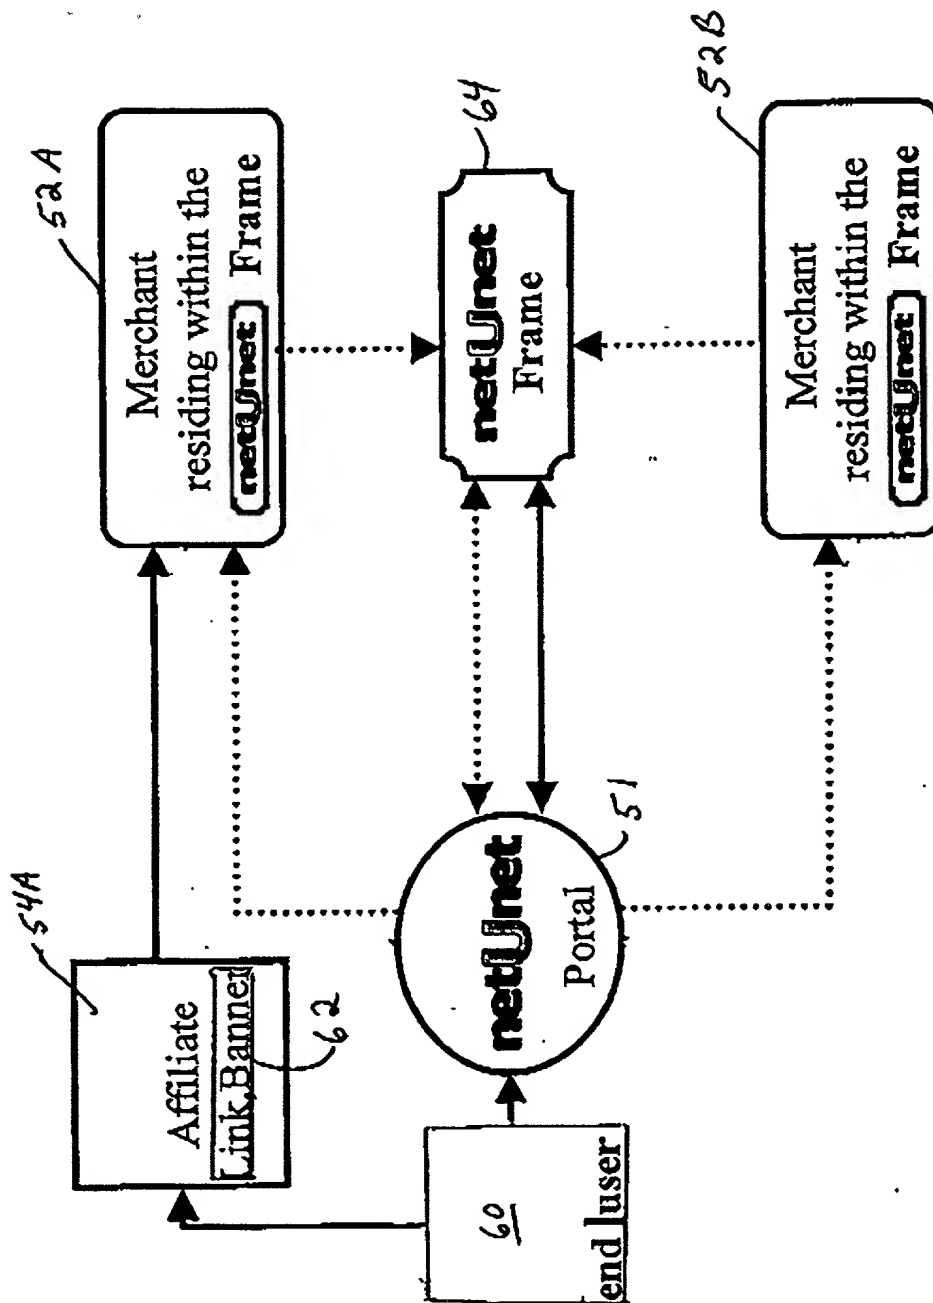 54A
Affiliate
Link,Banner
62
52A
Merchant
residing within the
netUnet Frame
60
end user
netUnet
Portal
51
netUnet
Frame
64
Merchant
residing within the
netUnet Frame
52B